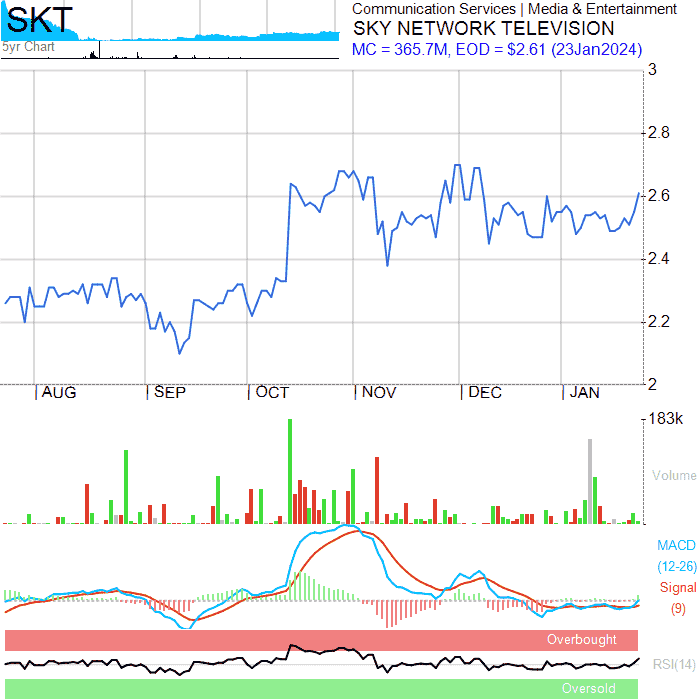 SKT
5yr Chart
Communication Services | Media & Entertainment
SKY NETWORK TELEVISION
MC = 365.7M, EOD = $2.61 (23Jan2024)
3
2.8
2.6
2.4
2.2
2
|AUG |SEP |OCT |NOV |DEC |JAN
183k
Volume
MACD
(12-26)
Signal
(9)
Overbought
RSI(14)
Oversold